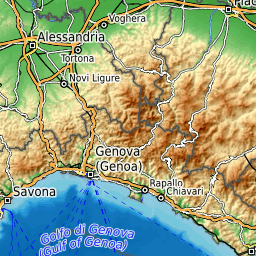 Voghera
Alessandria
Tortona
Novi Ligure
Genova
(Genoa)
Rapallo
Chiavari
Savona
Golfo di Genova
(Gulf of Genoa)